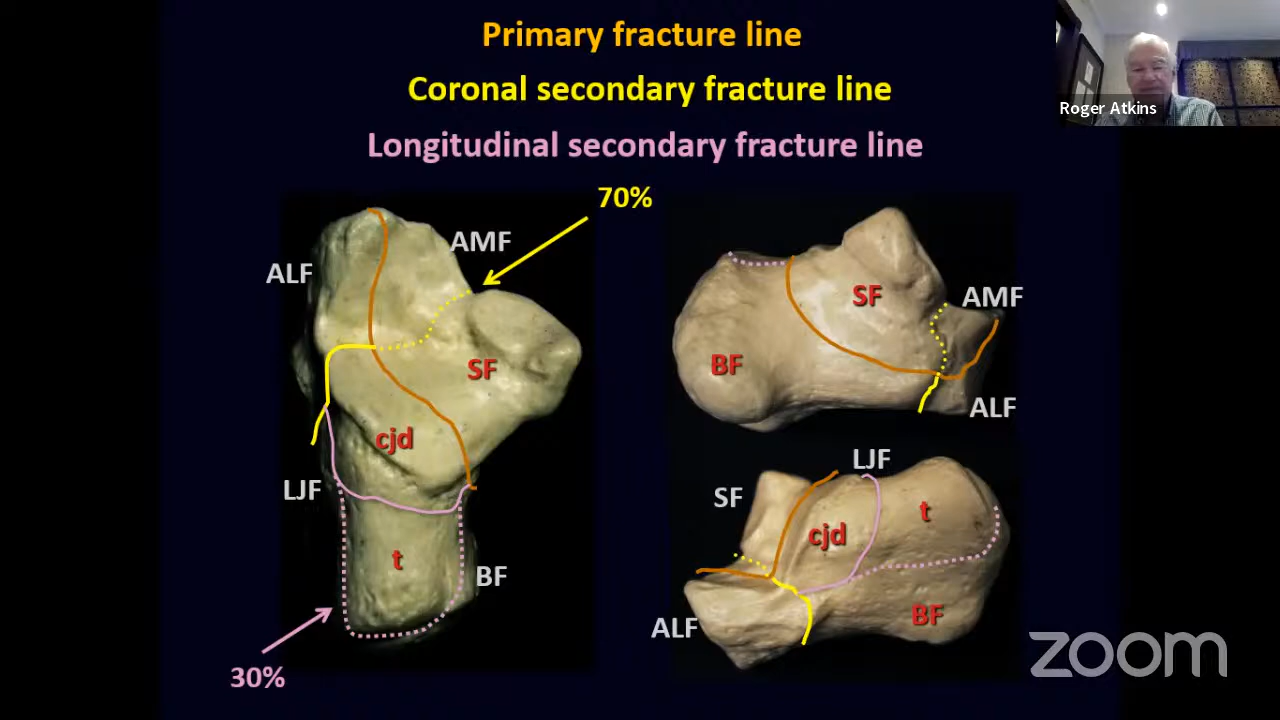 Primary fracture line
Coronal secondary fracture line
Longitudinal secondary fracture line
Roger Atkins
70%
AMF
ALF
SF
cjd
LJF
t
BF
30%
SF
AMF
BF
ALF
LJF
SF
cjd
t
BF
ALF
zoom